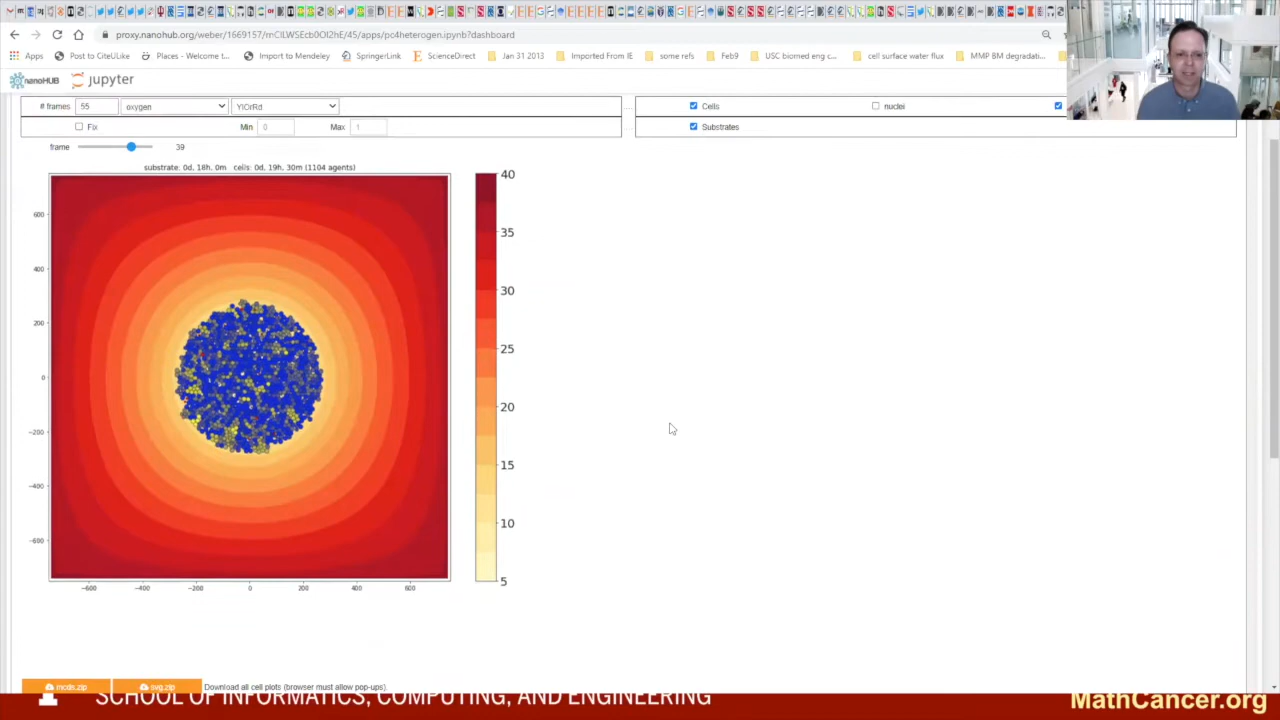 proxy.nanohub.org/weber/1669157/mCILWSEcb0OI2hE/45/apps/pc4heterogen.ipynb?dashboard
Apps Post to CiteULike Places - Welcome t... Import to Mendeley SpringerLink ScienceDirect Jan 31 2013 Imported From IE some refs Feb9 USC biomed eng c... cell surface water flux MMP BM degradati...
nanoHUB jupyter
# frames 55 oxygen YlOrRd Cells nuclei
Fix Min 0 Max 1 Substrates
frame 39
substrate: 0d, 18h, 0m cells: 0d, 19h, 30m (1104 agents)
40
35
30
25
20
15
10
5
600
400
200
0
−200
−400
−600
−600 −400 −200 0 200 400 600
mcds.zip svg.zip Download all cell plots (browser must allow pop-ups).
SCHOOL OF INFORMATICS, COMPUTING, AND ENGINEERING
MathCancer.org